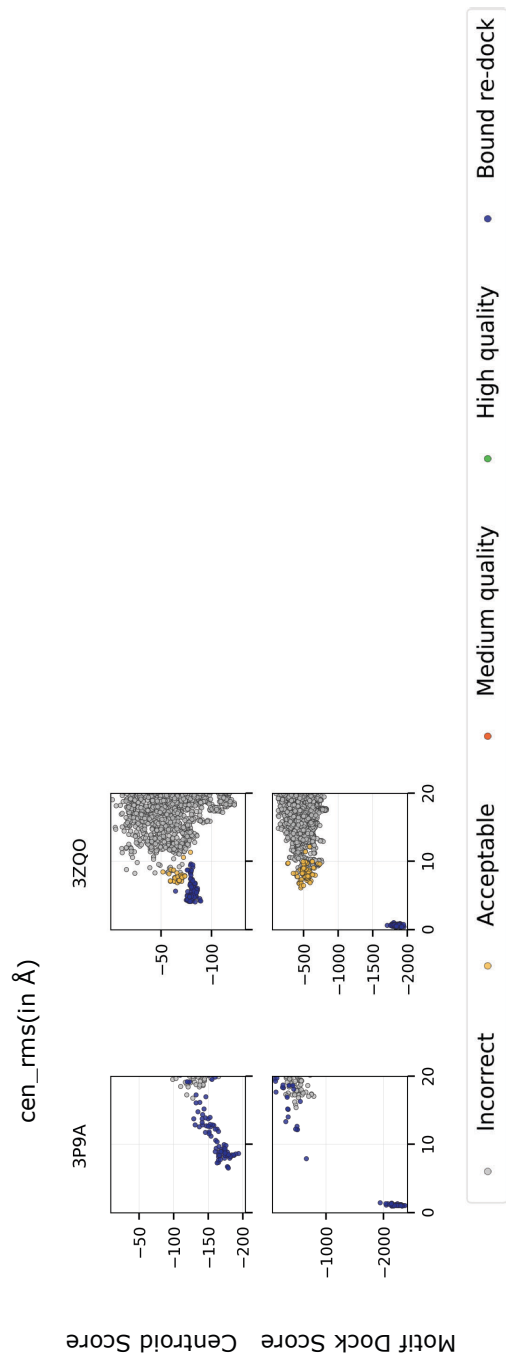 cen_rms(in Å)
3P9A
3ZQO
Centroid Score
−50
−100
−150
−200
−50
−100
Motif Dock Score
−1000
−2000
−500
−1000
−1500
−2000
0 10 20
0 10 20
Incorrect Acceptable Medium quality High quality Bound re-dock